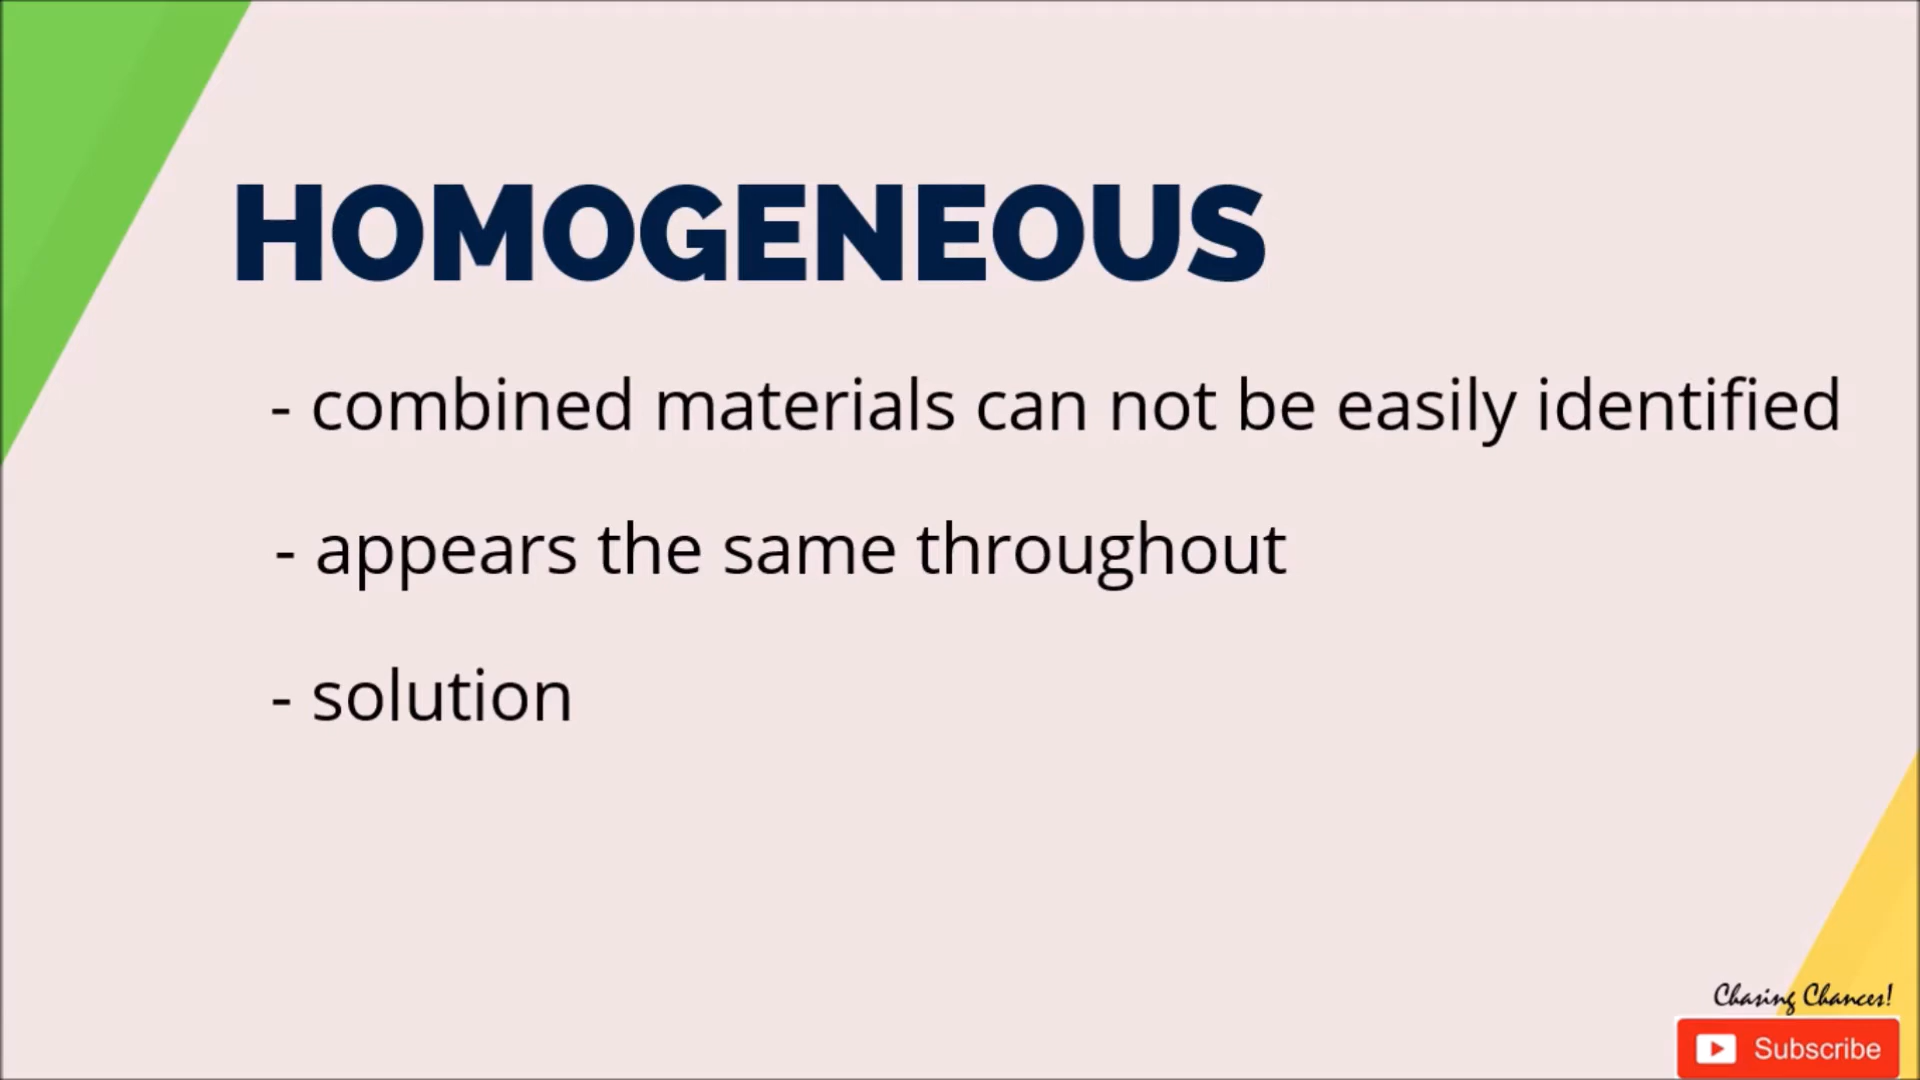 HOMOGENEOUS
- combined materials can not be easily identified
- appears the same throughout
- solution
Chasing Chances!
Subscribe